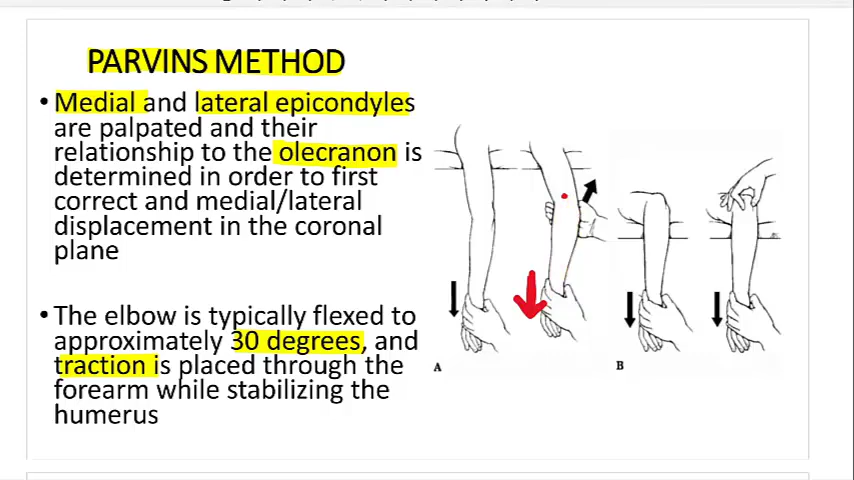 PARVINS METHOD
• Medial and lateral epicondyles
are palpated and their
relationship to the olecranon is
determined in order to first
correct and medial/lateral
displacement in the coronal
plane
• The elbow is typically flexed to
approximately 30 degrees, and
traction is placed through the
forearm while stabilizing the
humerus
A
B